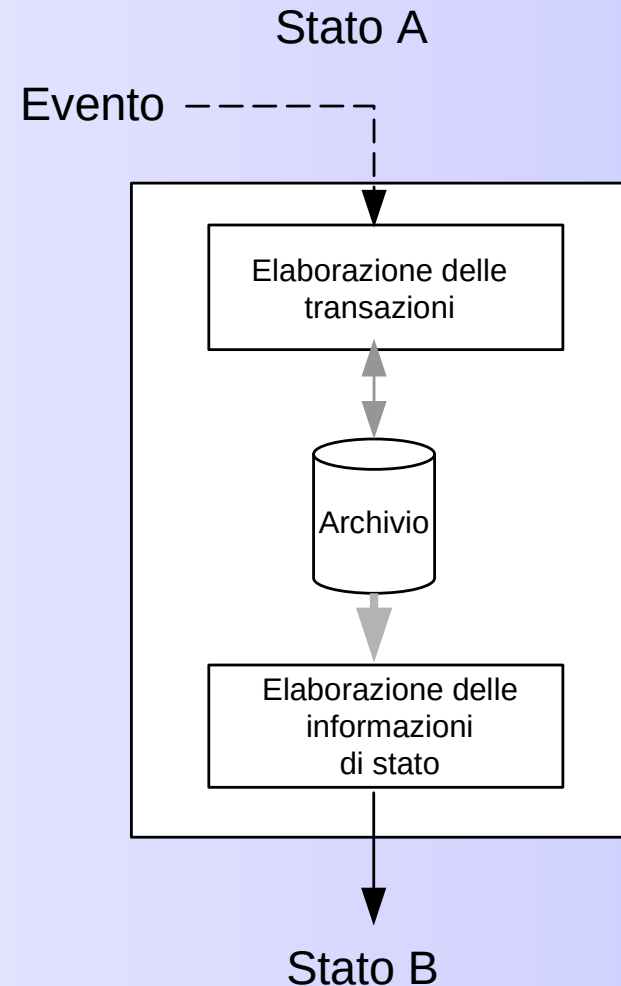 Stato A
Evento
Elaborazione delle
transazioni
Archivio
Elaborazione delle
informazioni
di stato
Stato B